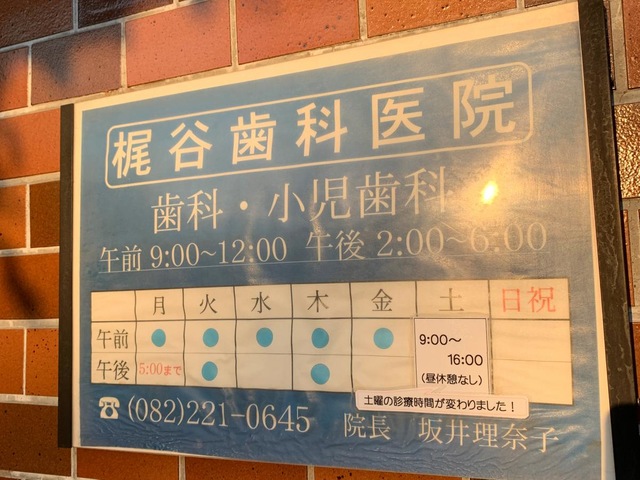 梶谷歯科医院
歯科・小児歯科
午前 9:00~12:00 午後 2:00~6:00
月 火 水 木 金 土 日祝
午前 ● ● ● ● ● 9:00~
16:00
午後 5:00まで ● ● (昼休憩なし)
土曜の診療時間が変わりました!
☎(082)221-0645 院長 坂井理奈子